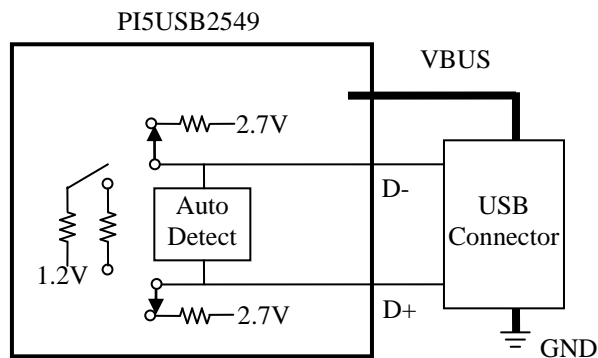 PI5USB2549
VBUS
2.7V
D-
Auto
Detect
USB
Connector
1.2V
2.7V
D+
GND